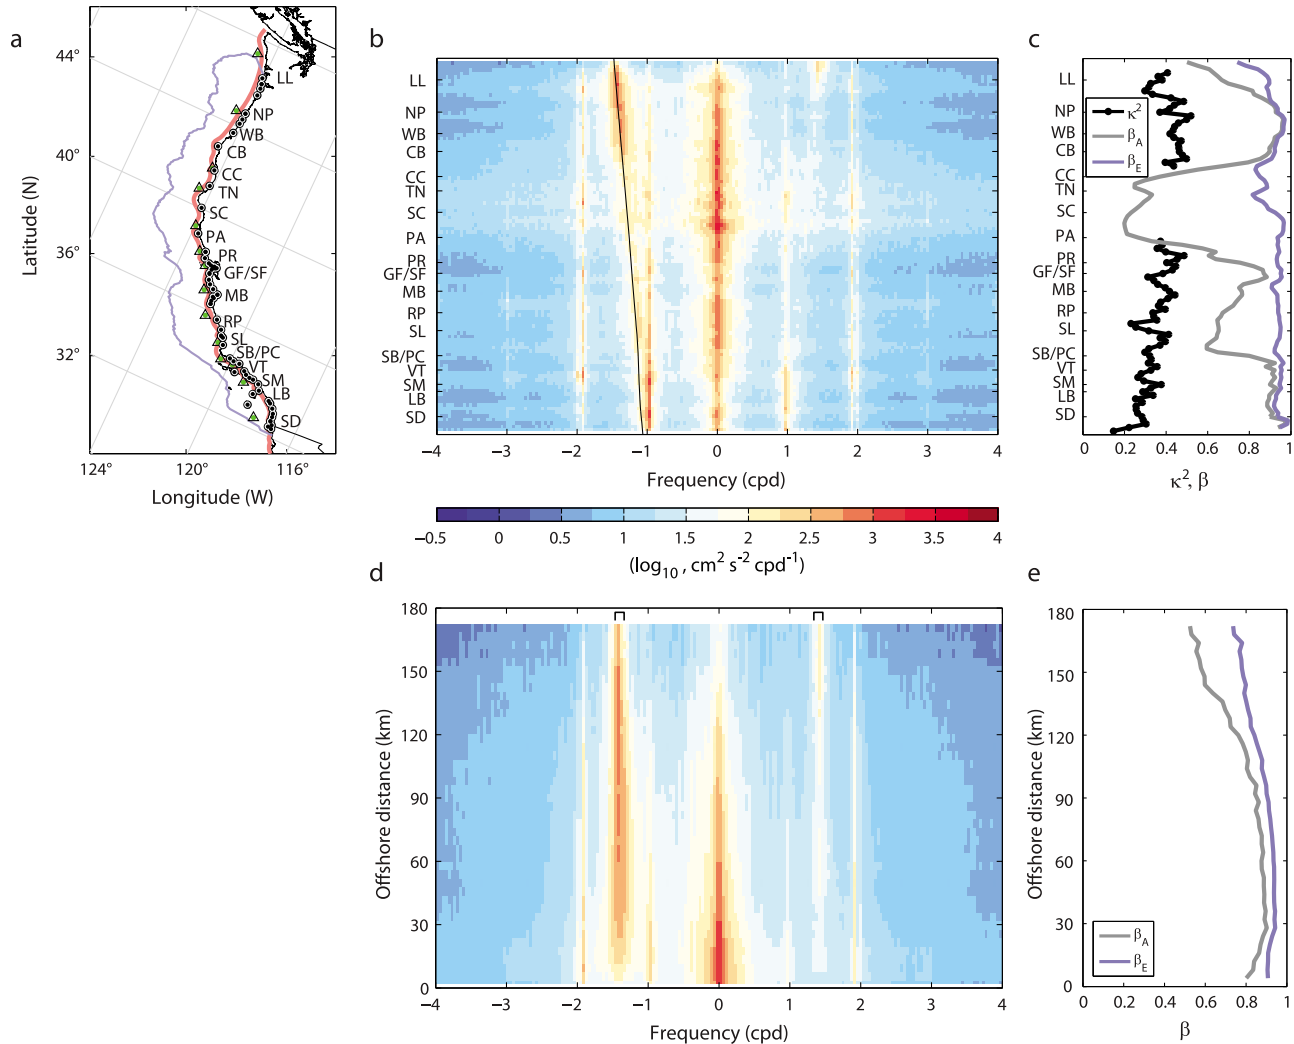 a
44°
40°
36°
32°
Latitude (N)
124°
120°
116°
Longitude (W)
LL
NP
WB
CB
CC
TN
SC
PA
PR
GF/SF
MB
RP
SL
SB/PC
VT
SM
LB
SD
b
LL
NP
WB
CB
CC
TN
SC
PA
PR
GF/SF
MB
RP
SL
SB/PC
VT
SM
LB
SD
−4 −3 −2 −1 0 1 2 3 4
Frequency (cpd)
c
LL
NP
WB
CB
CC
TN
SC
PA
PR
GF/SF
MB
RP
SL
SB/PC
VT
SM
LB
SD
κ²
β_A
β_E
0 0.2 0.4 0.6 0.8 1
κ², β
−0.5 0 0.5 1 1.5 2 2.5 3 3.5 4
(log₁₀ , cm² s⁻² cpd⁻¹)
d
180
150
120
90
60
30
0
Offshore distance (km)
−4 −3 −2 −1 0 1 2 3 4
Frequency (cpd)
e
180
150
120
90
60
30
0
Offshore distance (km)
β_A
β_E
0 0.2 0.4 0.6 0.8 1
β